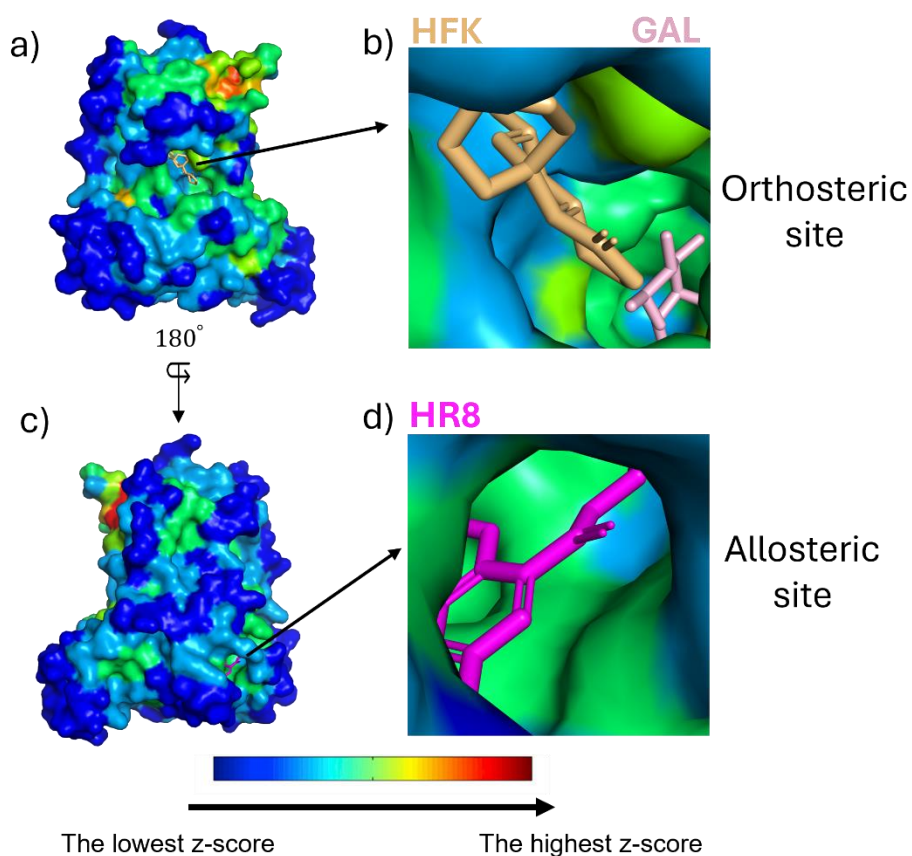 a)
b) HFK GAL
Orthosteric
site
180°
c)
d) HR8
Allosteric
site
The lowest z-score The highest z-score